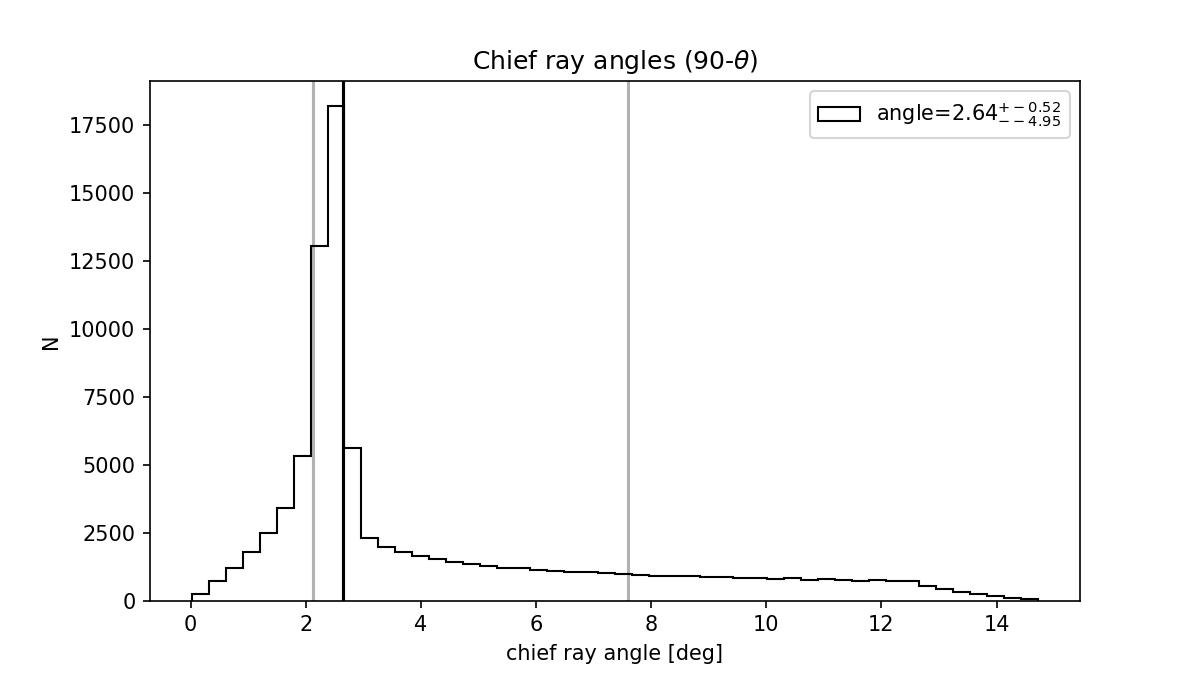 Chief ray angles (90-θ)
angle=2.64+−0.52−−4.95
17500
15000
12500
10000
7500
5000
2500
0
N
0 2 4 6 8 10 12 14
chief ray angle [deg]